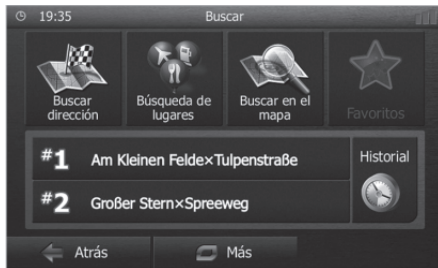 19:35 Buscar
Buscar dirección
Búsqueda de lugares
Buscar en el mapa
Favoritos
#1 Am Kleinen Felde×Tulpenstraße
Historial
#2 Großer Stern×Spreeweg
Atrás
Más